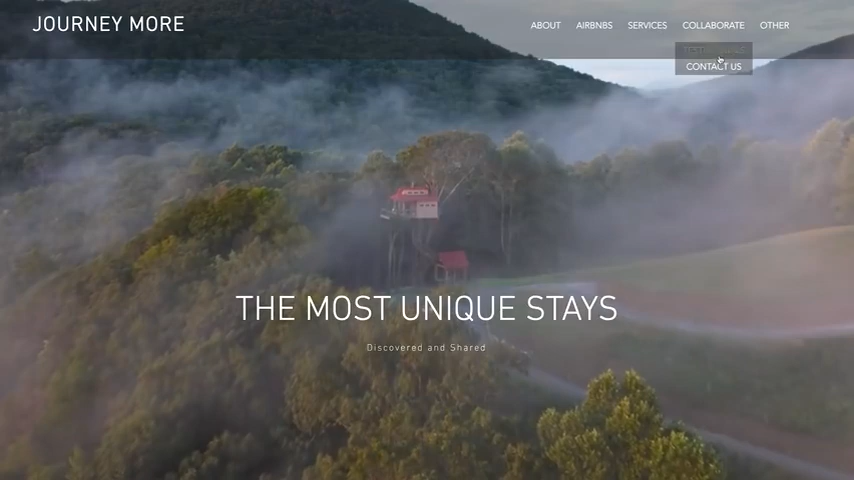 JOURNEY MORE
ABOUT AIRBNBS SERVICES COLLABORATE OTHER
CONTACT US
THE MOST UNIQUE STAYS
Discovered and Shared